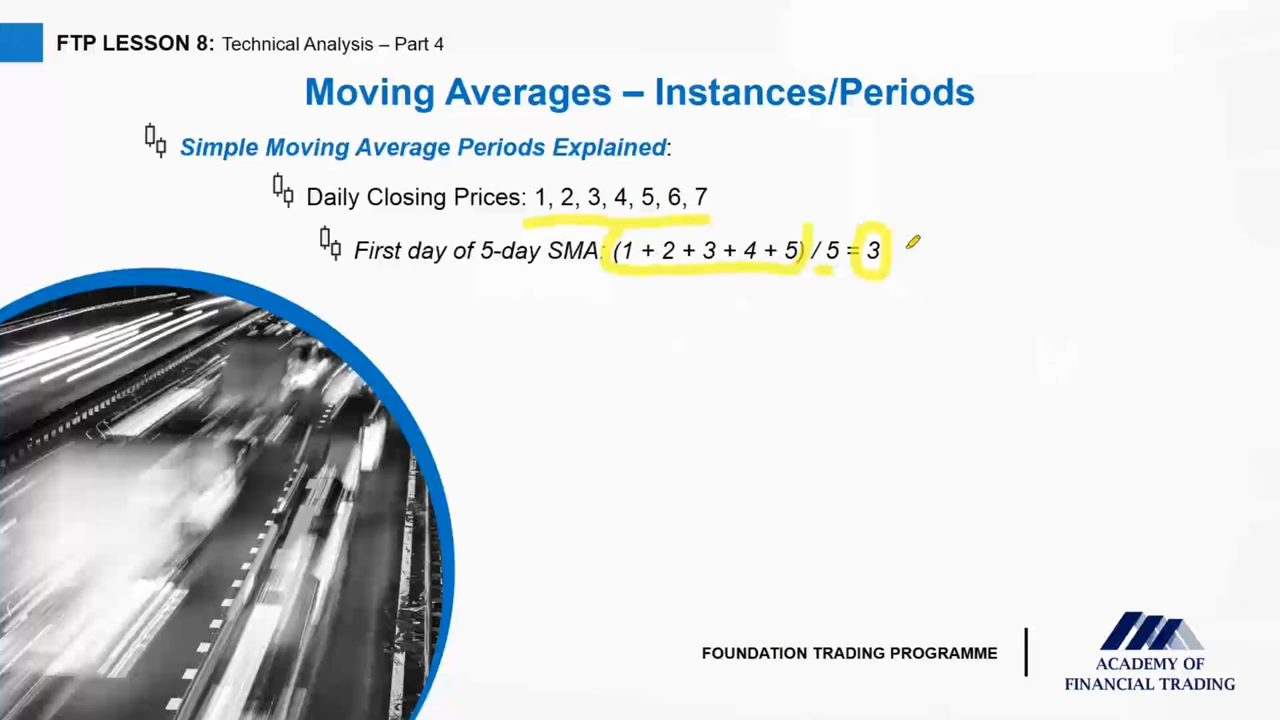 FTP LESSON 8: Technical Analysis – Part 4
Moving Averages – Instances/Periods
Simple Moving Average Periods Explained:
Daily Closing Prices: 1, 2, 3, 4, 5, 6, 7
First day of 5-day SMA: (1 + 2 + 3 + 4 + 5) / 5 = 3
FOUNDATION TRADING PROGRAMME
ACADEMY OF
FINANCIAL TRADING